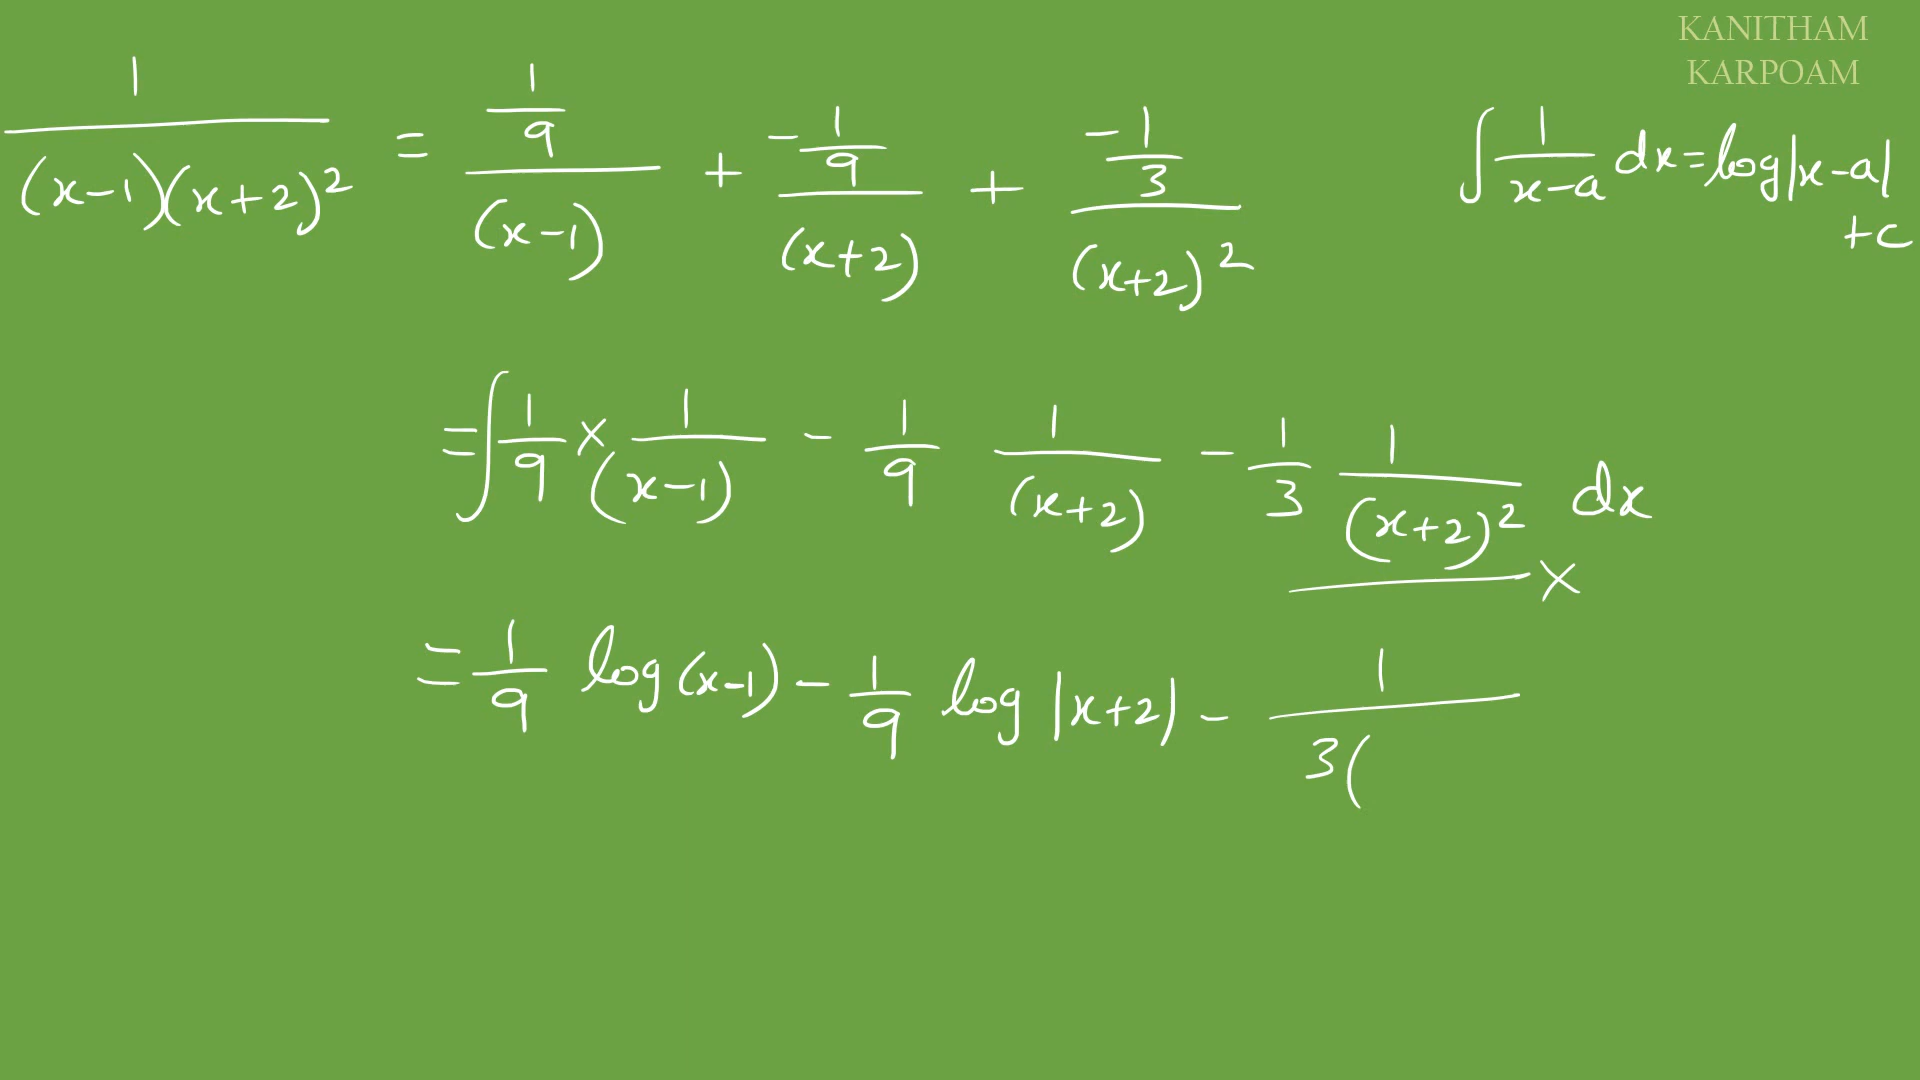 KANITHAM
KARPOAM
1/((x-1)(x+2)²) = (1/9)/(x-1) + (-1/9)/(x+2) + (-1/3)/(x+2)²
∫ 1/(x-a) dx = log|x-a| + c
= ∫ 1/9 × 1/(x-1) - 1/9 1/(x+2) - 1/3 1/(x+2)² dx
×
= 1/9 log(x-1) - 1/9 log|x+2| - 1/3(